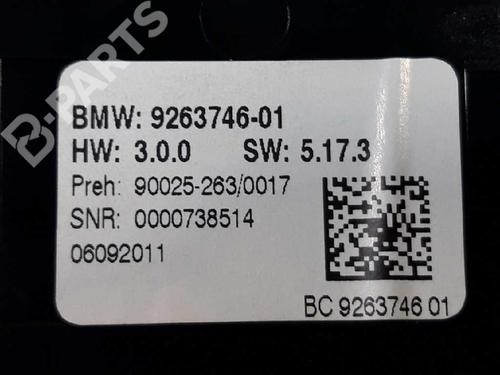 B-PARTS
BMW: 9263746-01
HW: 3.0.0 SW: 5.17.3
Preh: 90025-263/0017
SNR: 0000738514
06092011
BC 9263746 01
B-PARTS